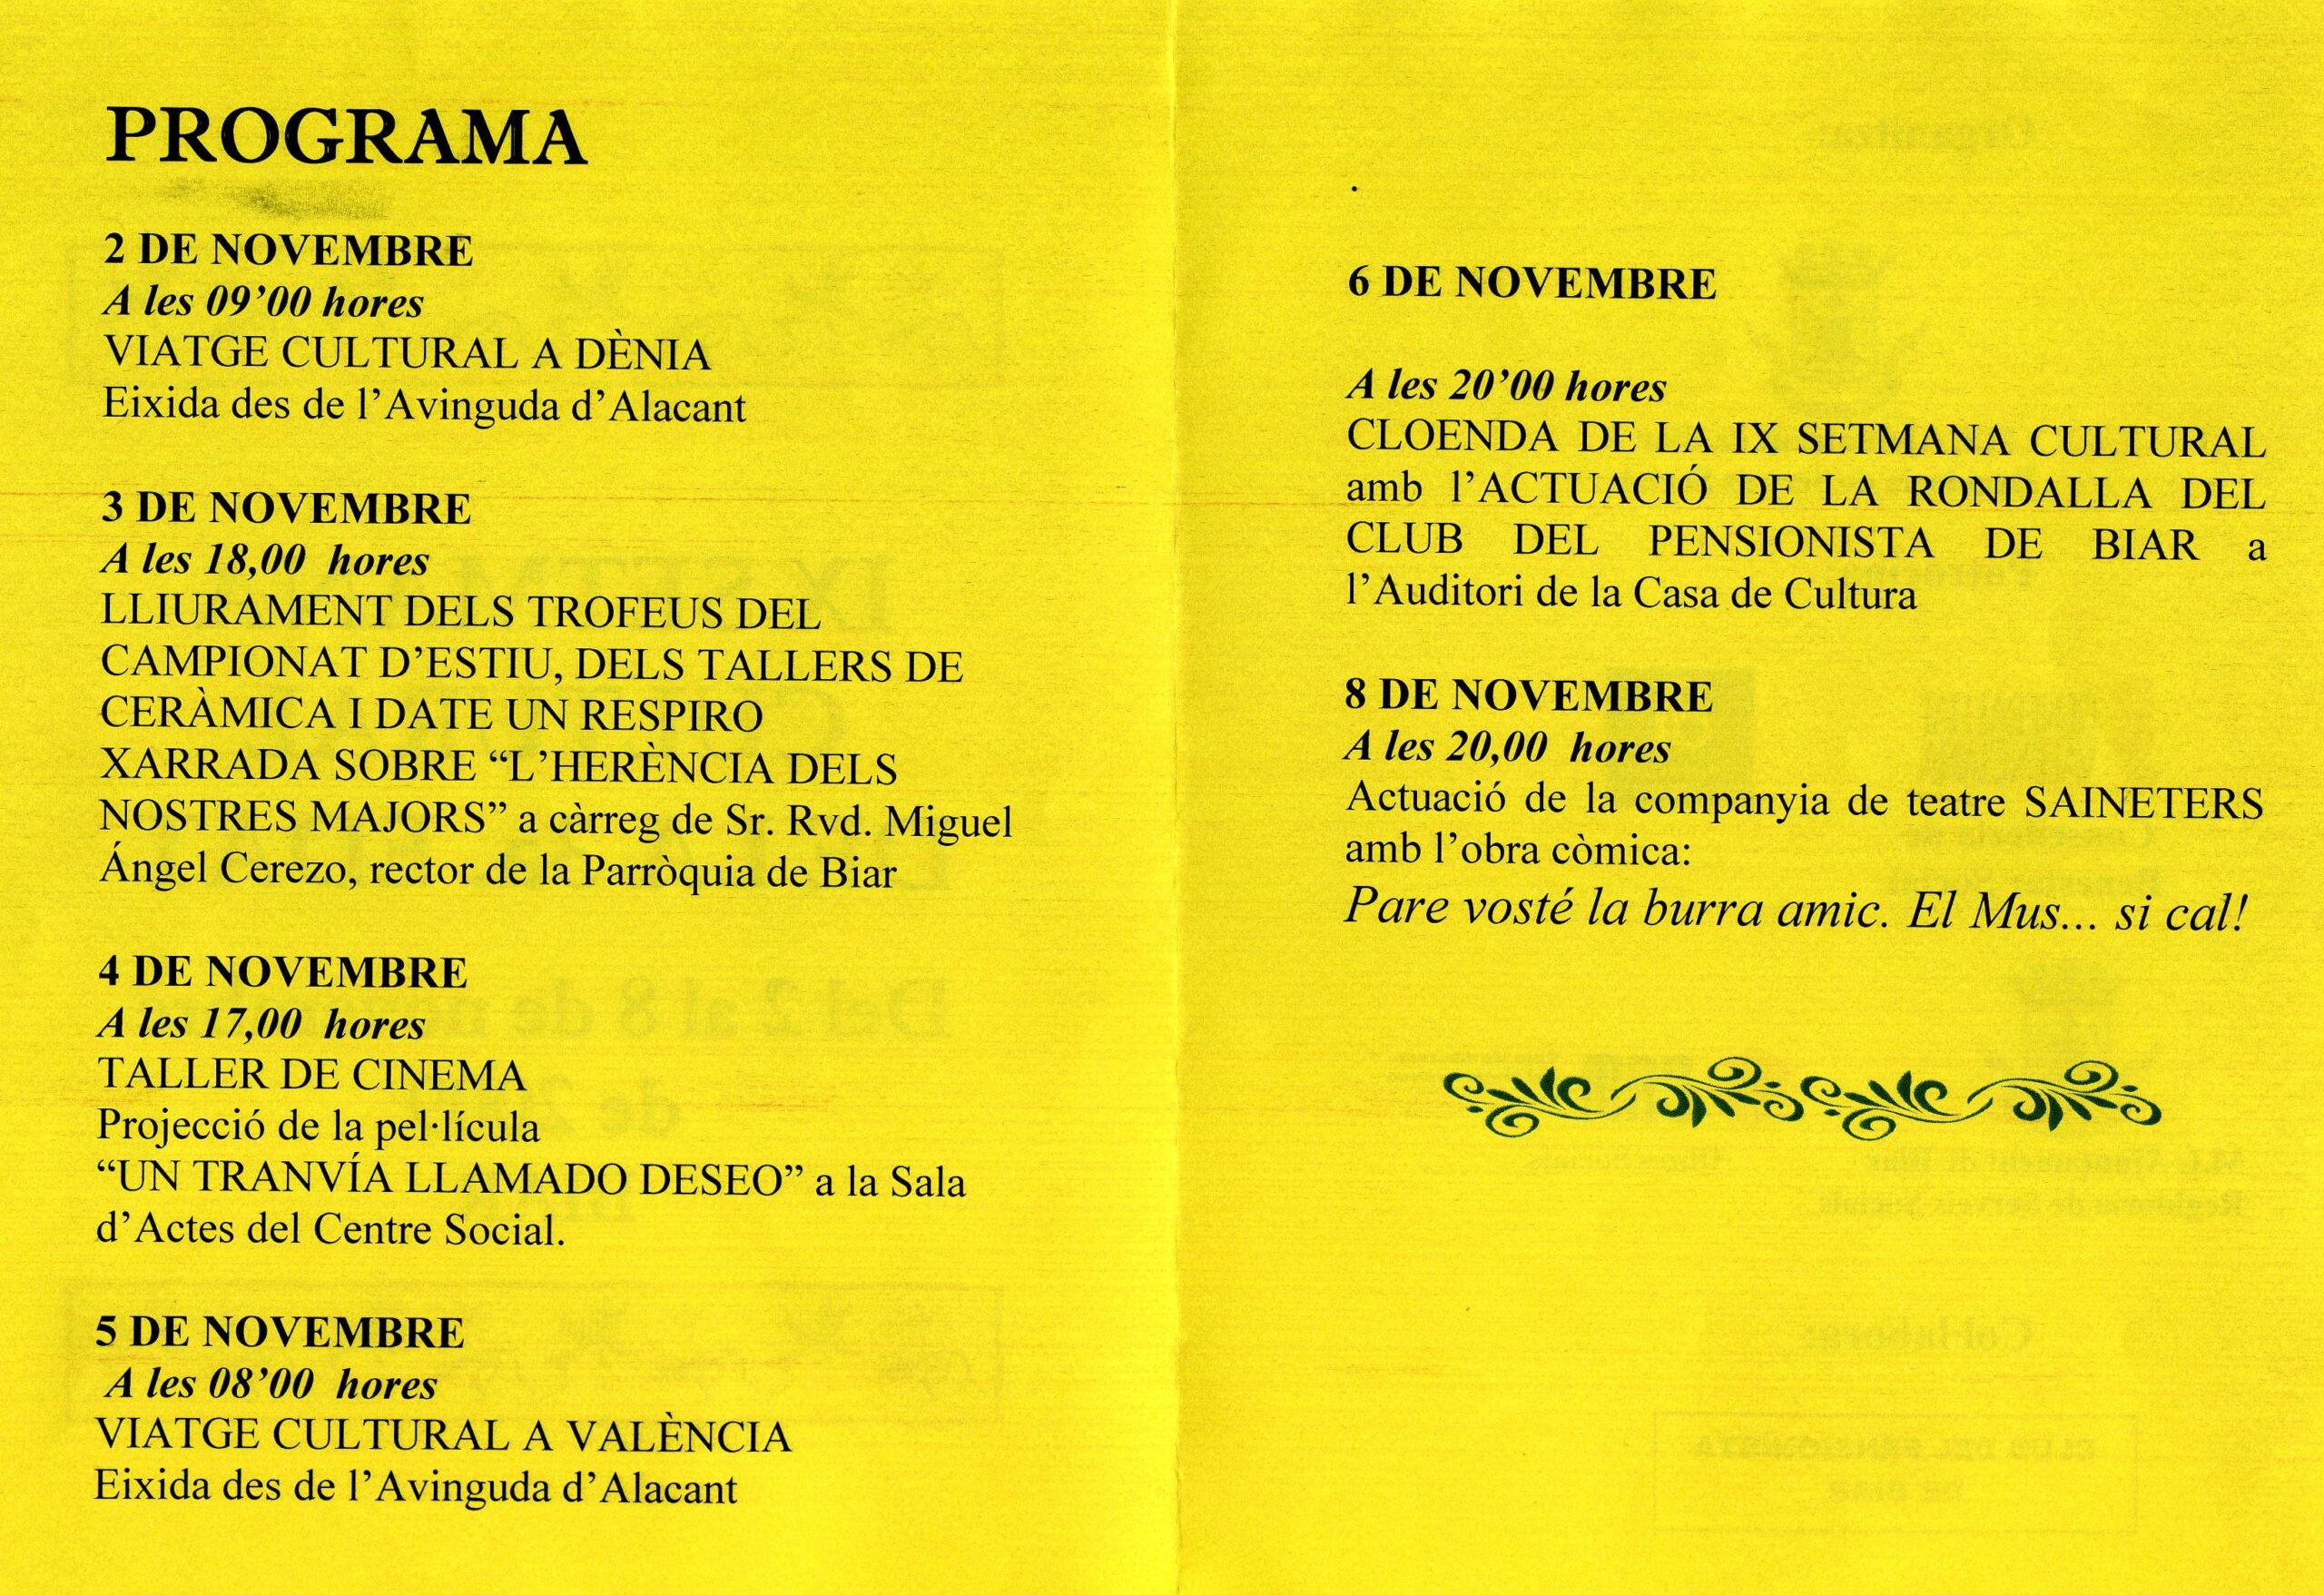 PROGRAMA
2 DE NOVEMBRE
A les 09’00 hores
VIATGE CULTURAL A DÈNIA
Eixida des de l’Avinguda d’Alacant
3 DE NOVEMBRE
A les 18,00 hores
LLIURAMENT DELS TROFEUS DEL
CAMPIONAT D’ESTIU, DELS TALLERS DE
CERÀMICA I DATE UN RESPIRO
XARRADA SOBRE “L’HERÈNCIA DELS
NOSTRES MAJORS” a càrreg de Sr. Rvd. Miguel
Ángel Cerezo, rector de la Parròquia de Biar
4 DE NOVEMBRE
A les 17,00 hores
TALLER DE CINEMA
Projecció de la pel·lícula
“UN TRANVÍA LLAMADO DESEO” a la Sala
d’Actes del Centre Social.
5 DE NOVEMBRE
A les 08’00 hores
VIATGE CULTURAL A VALÈNCIA
Eixida des de l’Avinguda d’Alacant
6 DE NOVEMBRE
A les 20’00 hores
CLOENDA DE LA IX SETMANA CULTURAL
amb l’ACTUACIÓ DE LA RONDALLA DEL
CLUB DEL PENSIONISTA DE BIAR a
l’Auditori de la Casa de Cultura
8 DE NOVEMBRE
A les 20,00 hores
Actuació de la companyia de teatre SAINETERS
amb l’obra còmica:
Pare vosté la burra amic. El Mus... si cal!